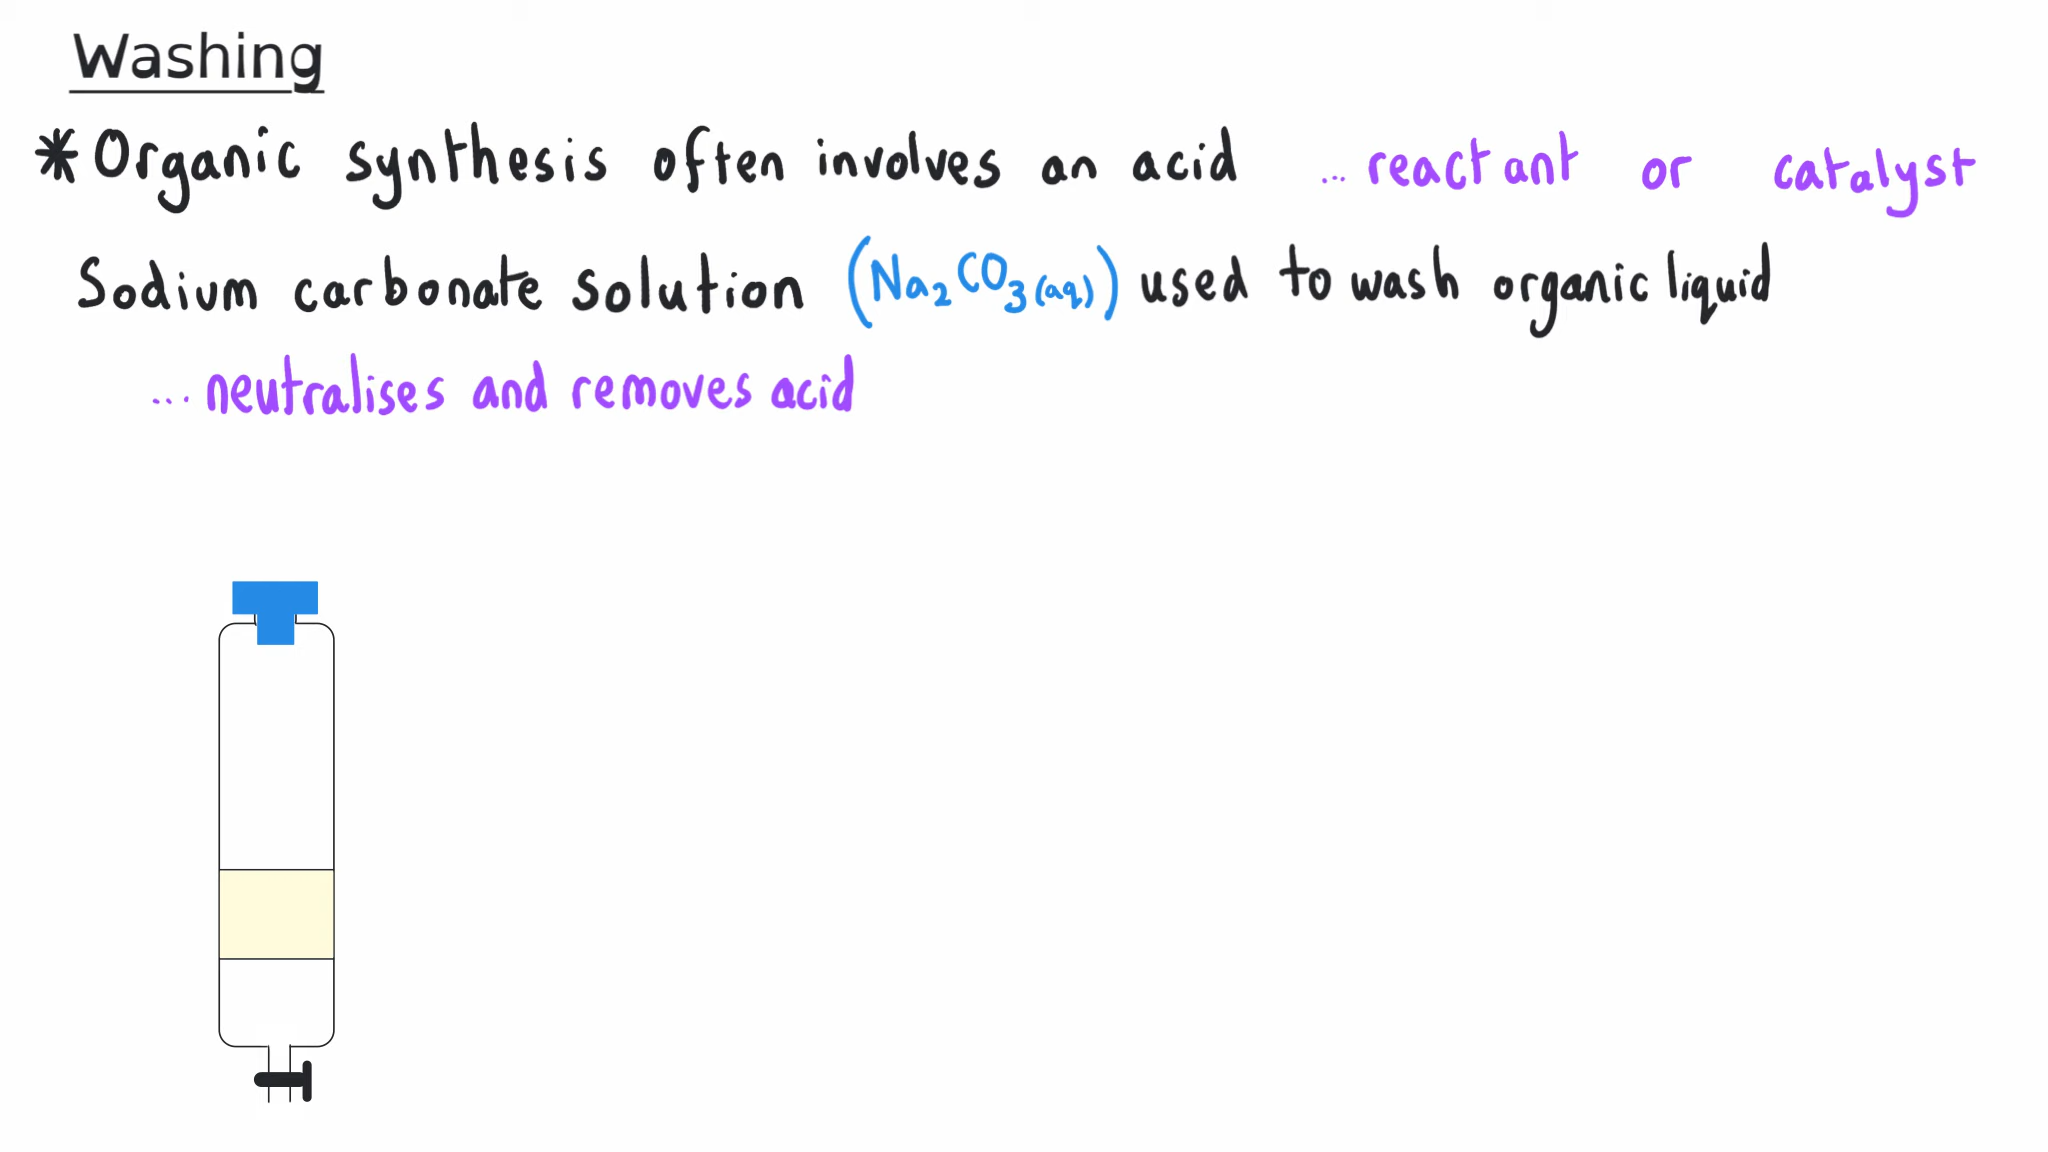 Washing
*Organic synthesis often involves an acid ... reactant or catalyst
Sodium carbonate solution (Na₂CO₃(aq)) used to wash organic liquid
... neutralises and removes acid